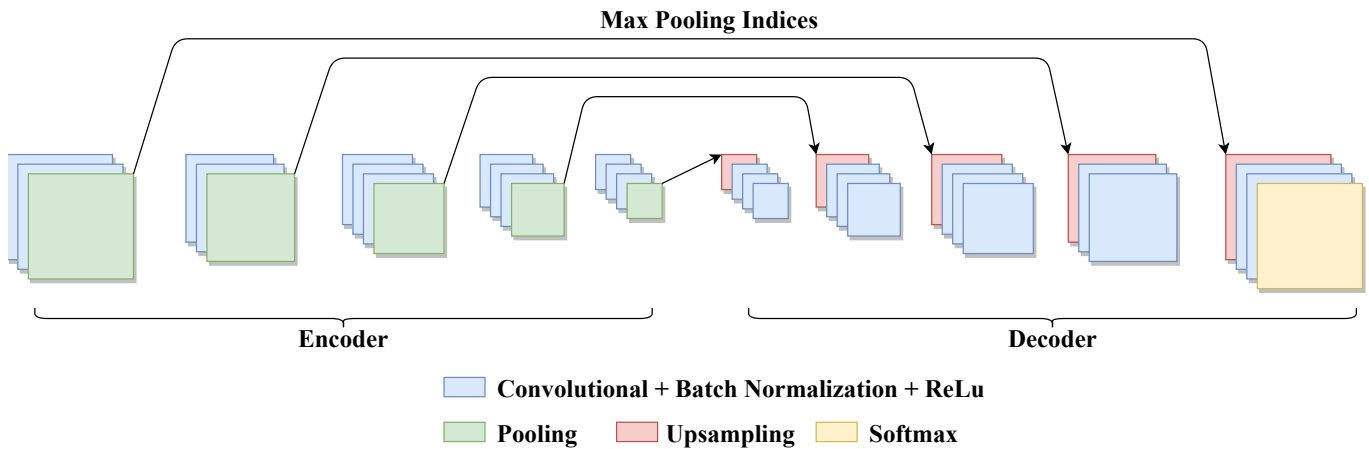 Max Pooling Indices
Encoder
Decoder
Convolutional + Batch Normalization + ReLu
Pooling
Upsampling
Softmax